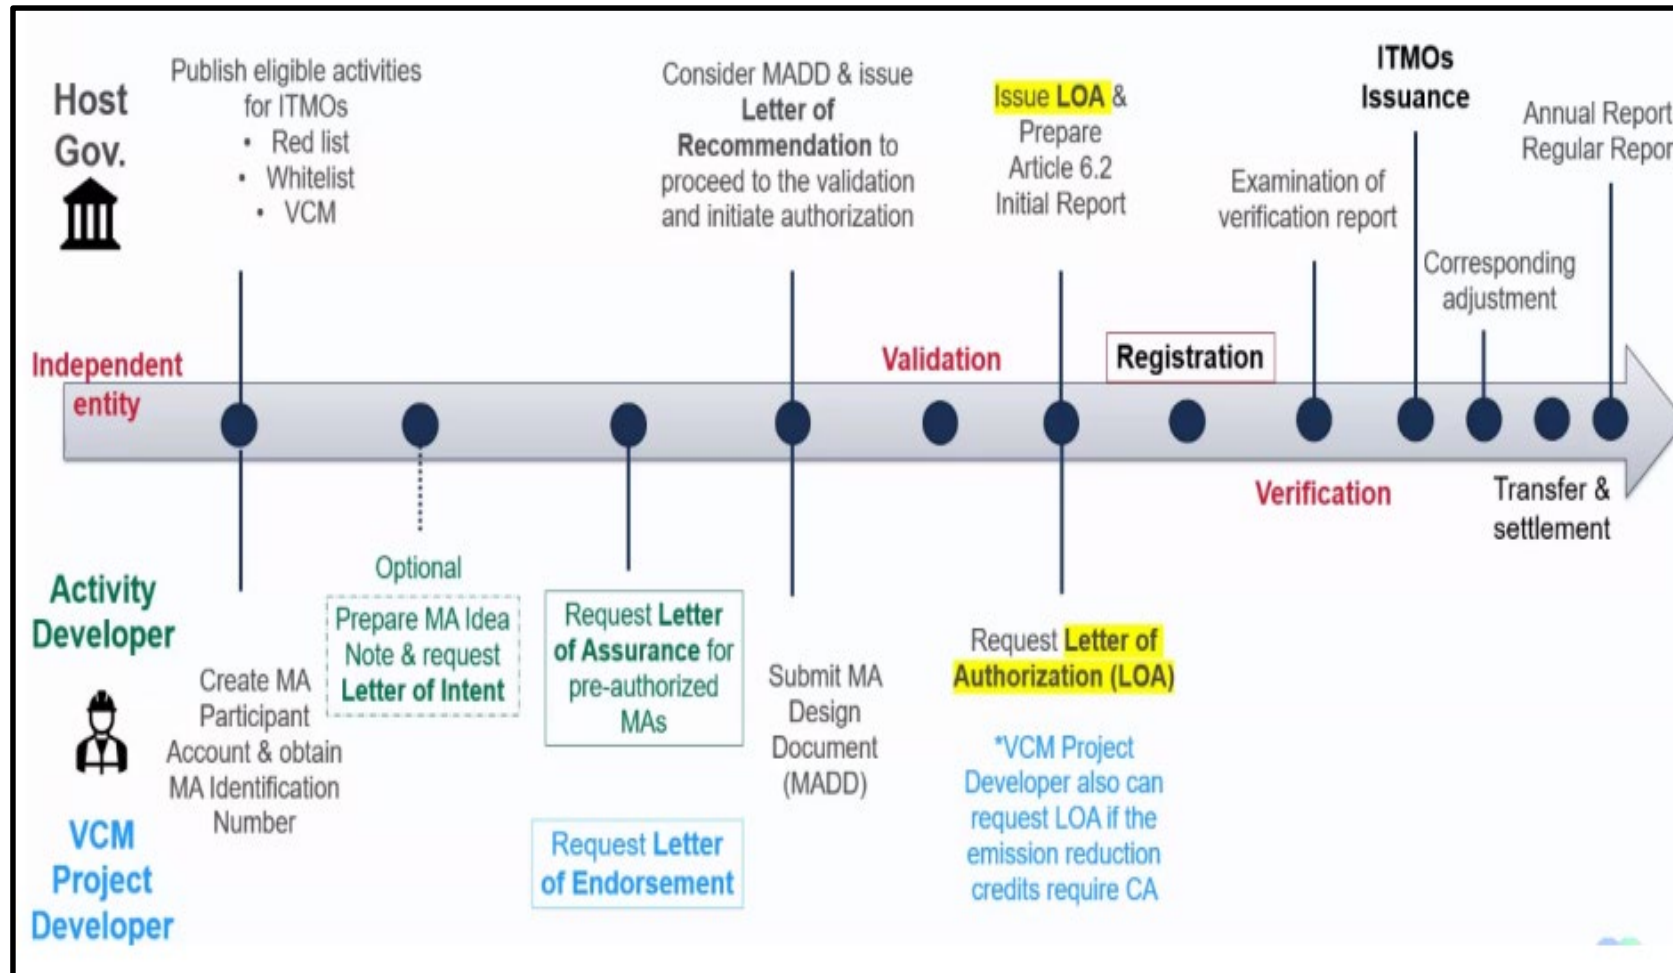 Host
Gov.
Publish eligible activities
for ITMOs
• Red list
• Whitelist
• VCM
Consider MADD & issue
Letter of
Recommendation to
proceed to the validation
and initiate authorization
Issue LOA &
Prepare
Article 6.2
Initial Report
Examination of
verification report
ITMOs
Issuance
Corresponding
adjustment
Annual Report
Regular Repor
Independent
entity
Validation
Registration
Verification
Transfer &
settlement
Activity
Developer
VCM
Project
Developer
Create MA
Participant
Account & obtain
MA Identification
Number
Optional
Prepare MA Idea
Note & request
Letter of Intent
Request Letter
of Assurance for
pre-authorized
MAs
Request Letter
of Endorsement
Submit MA
Design
Document
(MADD)
Request Letter of
Authorization (LOA)
*VCM Project
Developer also can
request LOA if the
emission reduction
credits require CA